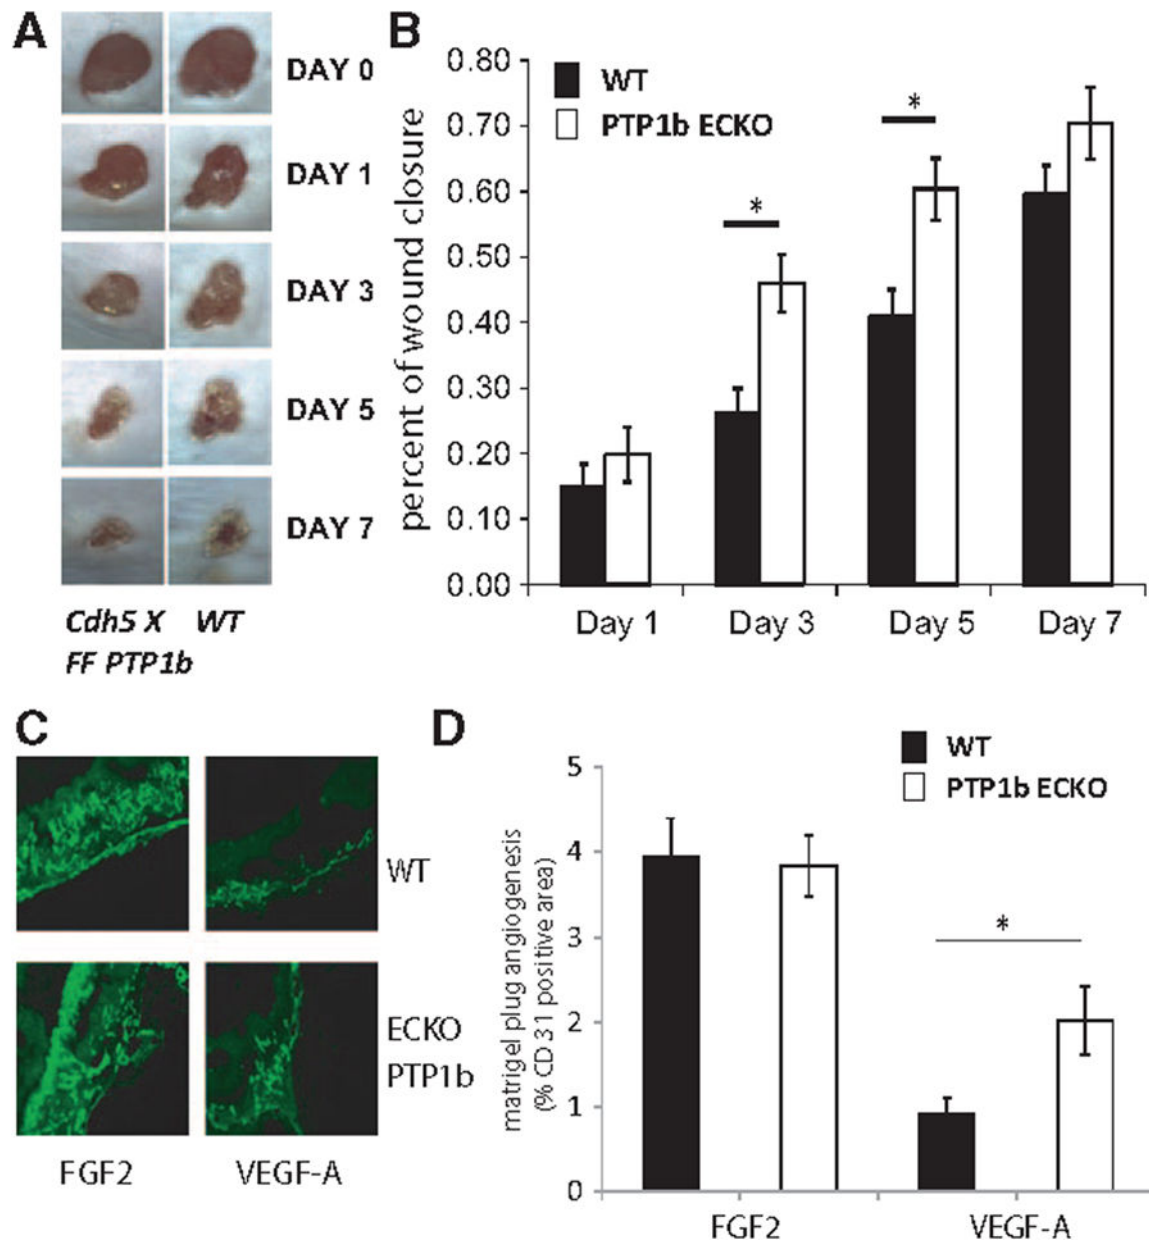 A
DAY 0
DAY 1
DAY 3
DAY 5
DAY 7
Cdh5 X WT
FF PTP1b
B
WT
PTP1b ECKO
percent of wound closure
0.80
0.70
0.60
0.50
0.40
0.30
0.20
0.10
0.00
*
*
Day 1 Day 3 Day 5 Day 7
C
WT
ECKO
PTP1b
FGF2 VEGF-A
D
WT
PTP1b ECKO
matrigel plug angiogenesis
(% CD 31 positive area)
5
4
3
2
1
0
*
FGF2 VEGF-A